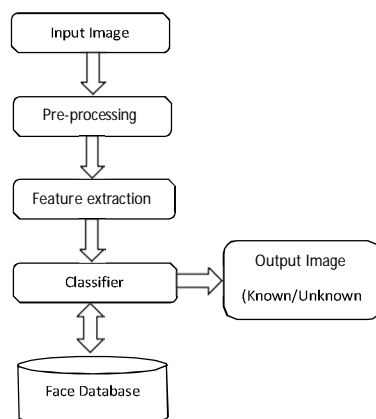 Input Image
Pre-processing
Feature extraction
Classifier
Output Image
(Known/Unknown
Face Database